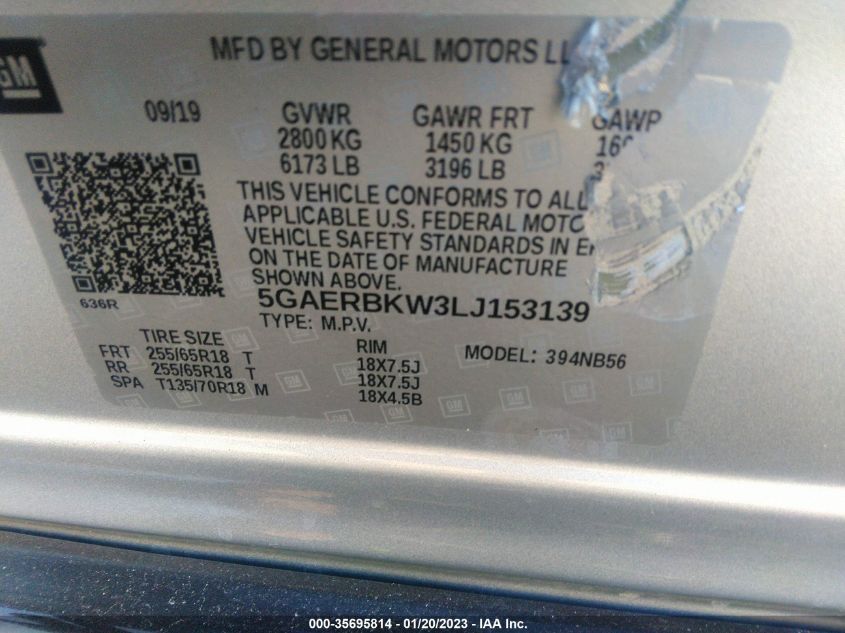 GM
MFD BY GENERAL MOTORS
09/19 GVWR GAWR FRT
2800 KG 1450 KG
6173 LB 3196 LB
THIS VEHICLE CONFORMS TO ALL
APPLICABLE U.S. FEDERAL
VEHICLE SAFETY STANDARDS IN
ON THE DATE OF MANUFACTURE
SHOWN ABOVE.
636R
5GAERBKW3LJ153139
TYPE: M.P.V.
TIRE SIZE RIM MODEL: 394NB56
FRT 255/65R18 T 18X7.5J
RR 255/65R18 T 18X7.5J
SPA T135/70R18 M 18X4.5B
000-35695814 / 01/20/2023 / IAA Inc.